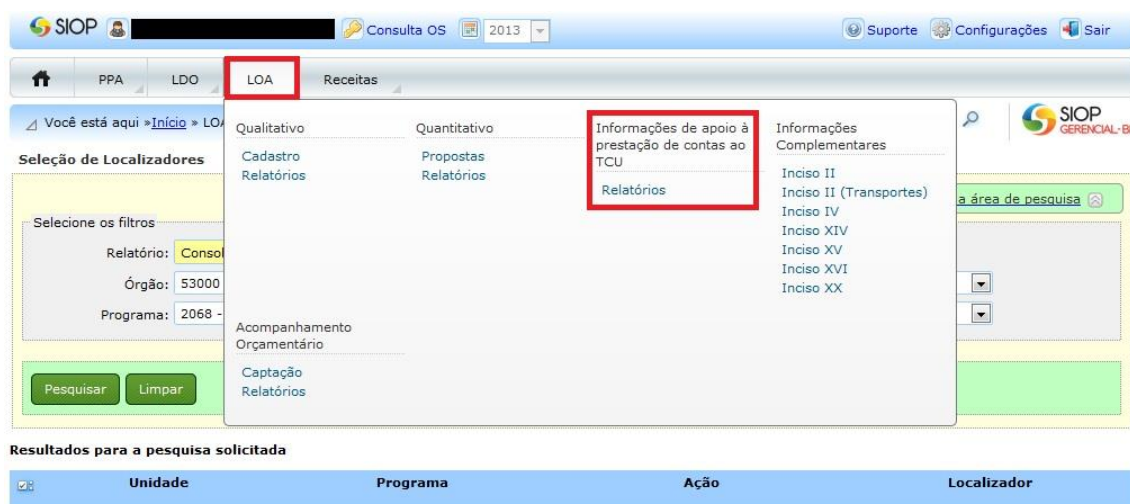 SIOP Consulta OS 2013 Suporte Configurações Sair
PPA LDO LOA Receitas
Você está aqui »Início » LOA
SIOP
GERENCIAL-B
Seleção de Localizadores
Qualitativo
Cadastro
Relatórios
Quantitativo
Propostas
Relatórios
Informações de apoio à
prestação de contas ao
TCU
Relatórios
Informações
Complementares
Inciso II
Inciso II (Transportes)
Inciso IV
Inciso XIV
Inciso XV
Inciso XVI
Inciso XX
Acompanhamento
Orçamentário
Captação
Relatórios
a área de pesquisa
Selecione os filtros
Relatório: Consol
Órgão: 53000
Programa: 2068 -
Pesquisar Limpar
Resultados para a pesquisa solicitada
Unidade Programa Ação Localizador